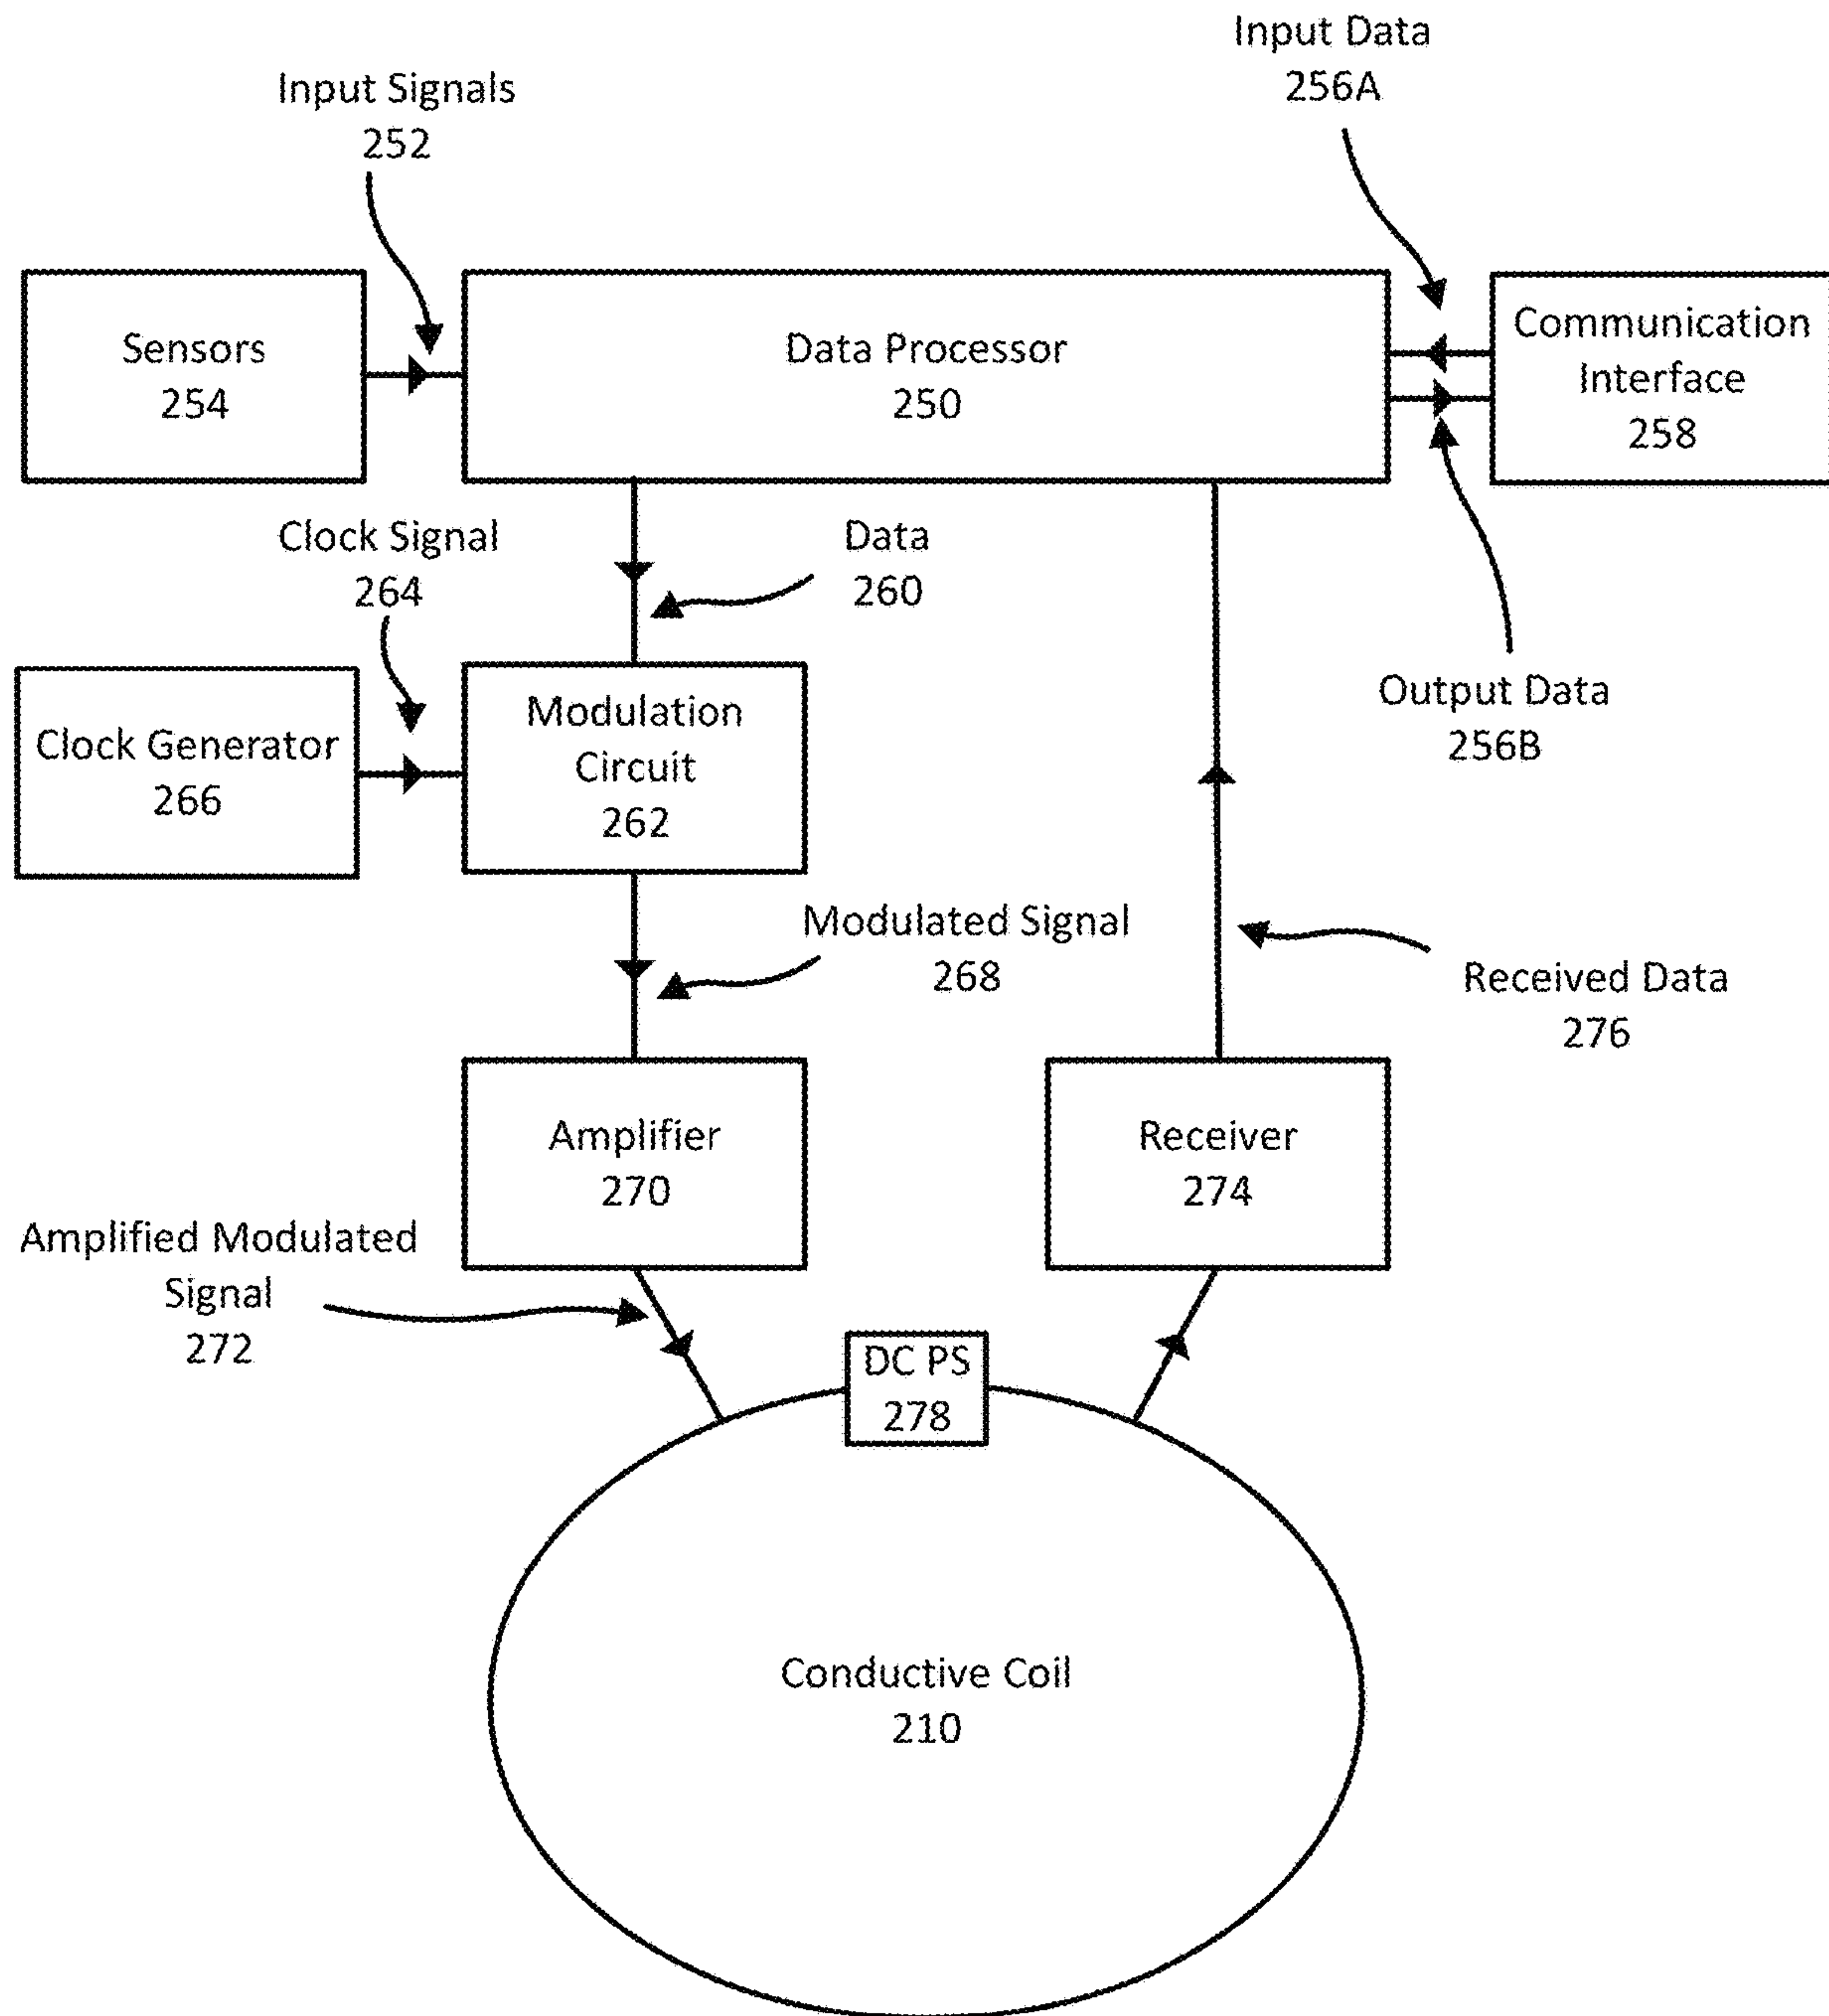 Input Data
256A
Input Signals
252
Sensors
254
Data Processor
250
Communication
Interface
258
Clock Signal
264
Data
260
Output Data
256B
Clock Generator
266
Modulation
Circuit
262
Modulated Signal
268
Received Data
276
Amplifier
270
Receiver
274
Amplified Modulated
Signal
272
DC PS
278
Conductive Coil
210